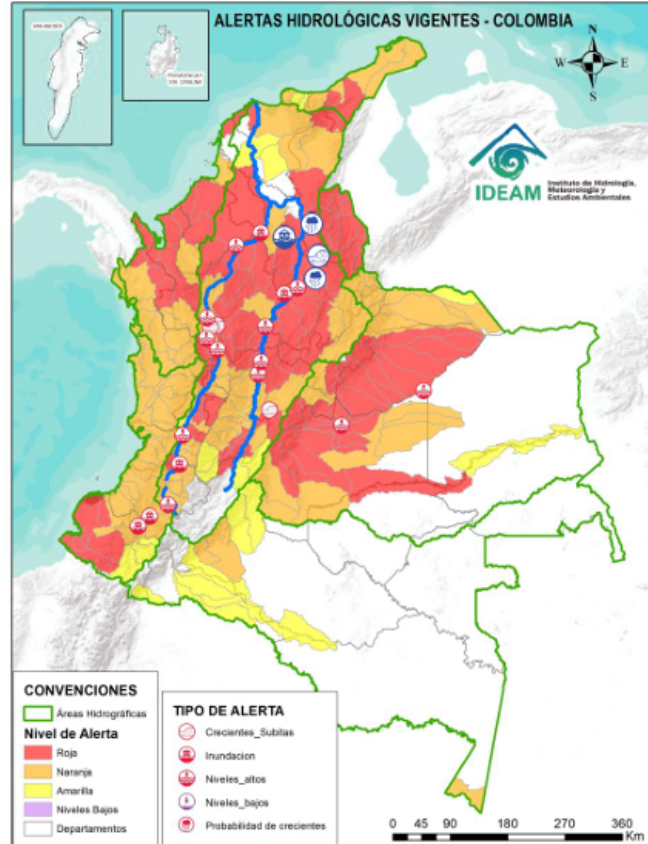 ALERTAS HIDROLÓGICAS VIGENTES - COLOMBIA
N
W
E
S
IDEAM
Instituto de Hidrología,
Meteorología y
Estudios Ambientales
CONVENCIONES
Áreas Hidrográficas
Nivel de Alerta
Roja
Naranja
Amarilla
Niveles Bajos
Departamentos
TIPO DE ALERTA
Crecientes_Subitas
Inundacion
Niveles_altos
Niveles_bajos
Probabilidad de crecientes
0 45 90 180 270 360
Km